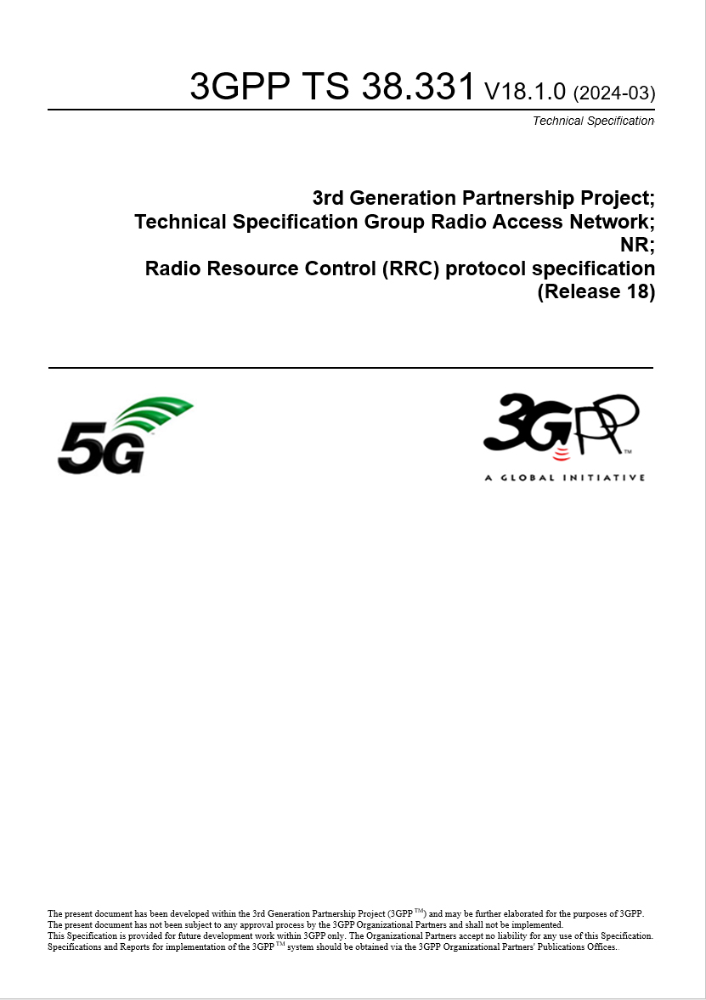 3GPP TS 38.331 V18.1.0 (2024-03)
Technical Specification
3rd Generation Partnership Project;
Technical Specification Group Radio Access Network;
NR;
Radio Resource Control (RRC) protocol specification
(Release 18)
5G
3GPP™
A GLOBAL INITIATIVE
The present document has been developed within the 3rd Generation Partnership Project (3GPP ™) and may be further elaborated for the purposes of 3GPP.
The present document has not been subject to any approval process by the 3GPP Organizational Partners and shall not be implemented.
This Specification is provided for future development work within 3GPP only. The Organizational Partners accept no liability for any use of this Specification.
Specifications and Reports for implementation of the 3GPP ™ system should be obtained via the 3GPP Organizational Partners' Publications Offices.